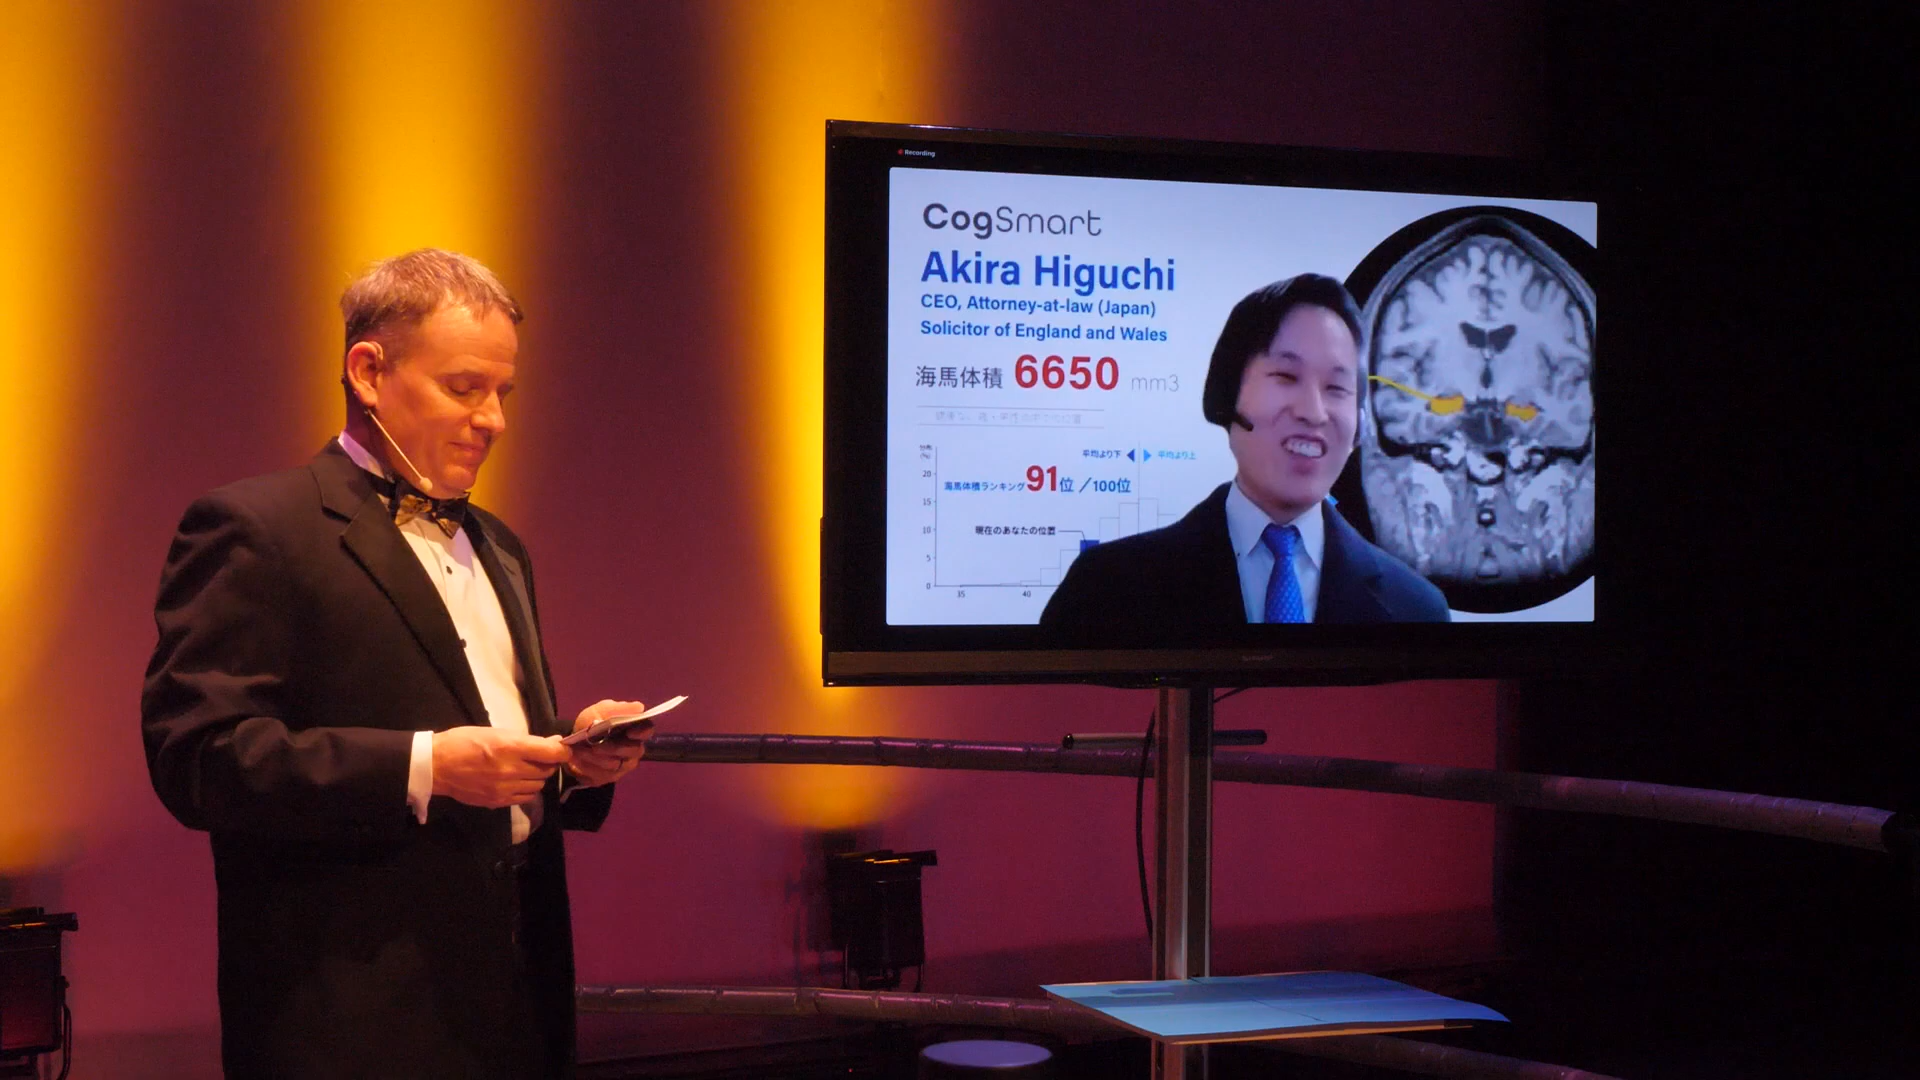 Recording
CogSmart
Akira Higuchi
CEO, Attorney-at-law (Japan)
Solicitor of England and Wales
海馬体積 6650 mm3
分布
(%)
平均より下 平均より上
20
海馬体積ランキング 91位 / 100位
15
現在のあなたの位置
10
5
0
35 40